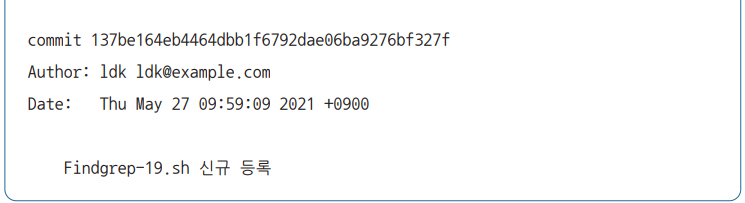 commit 137be164eb4464dbb1f6792dae06ba9276bf327f
Author: ldk ldk@example.com
Date:   Thu May 27 09:59:09 2021 +0900
Findgrep-19.sh 신규 등록